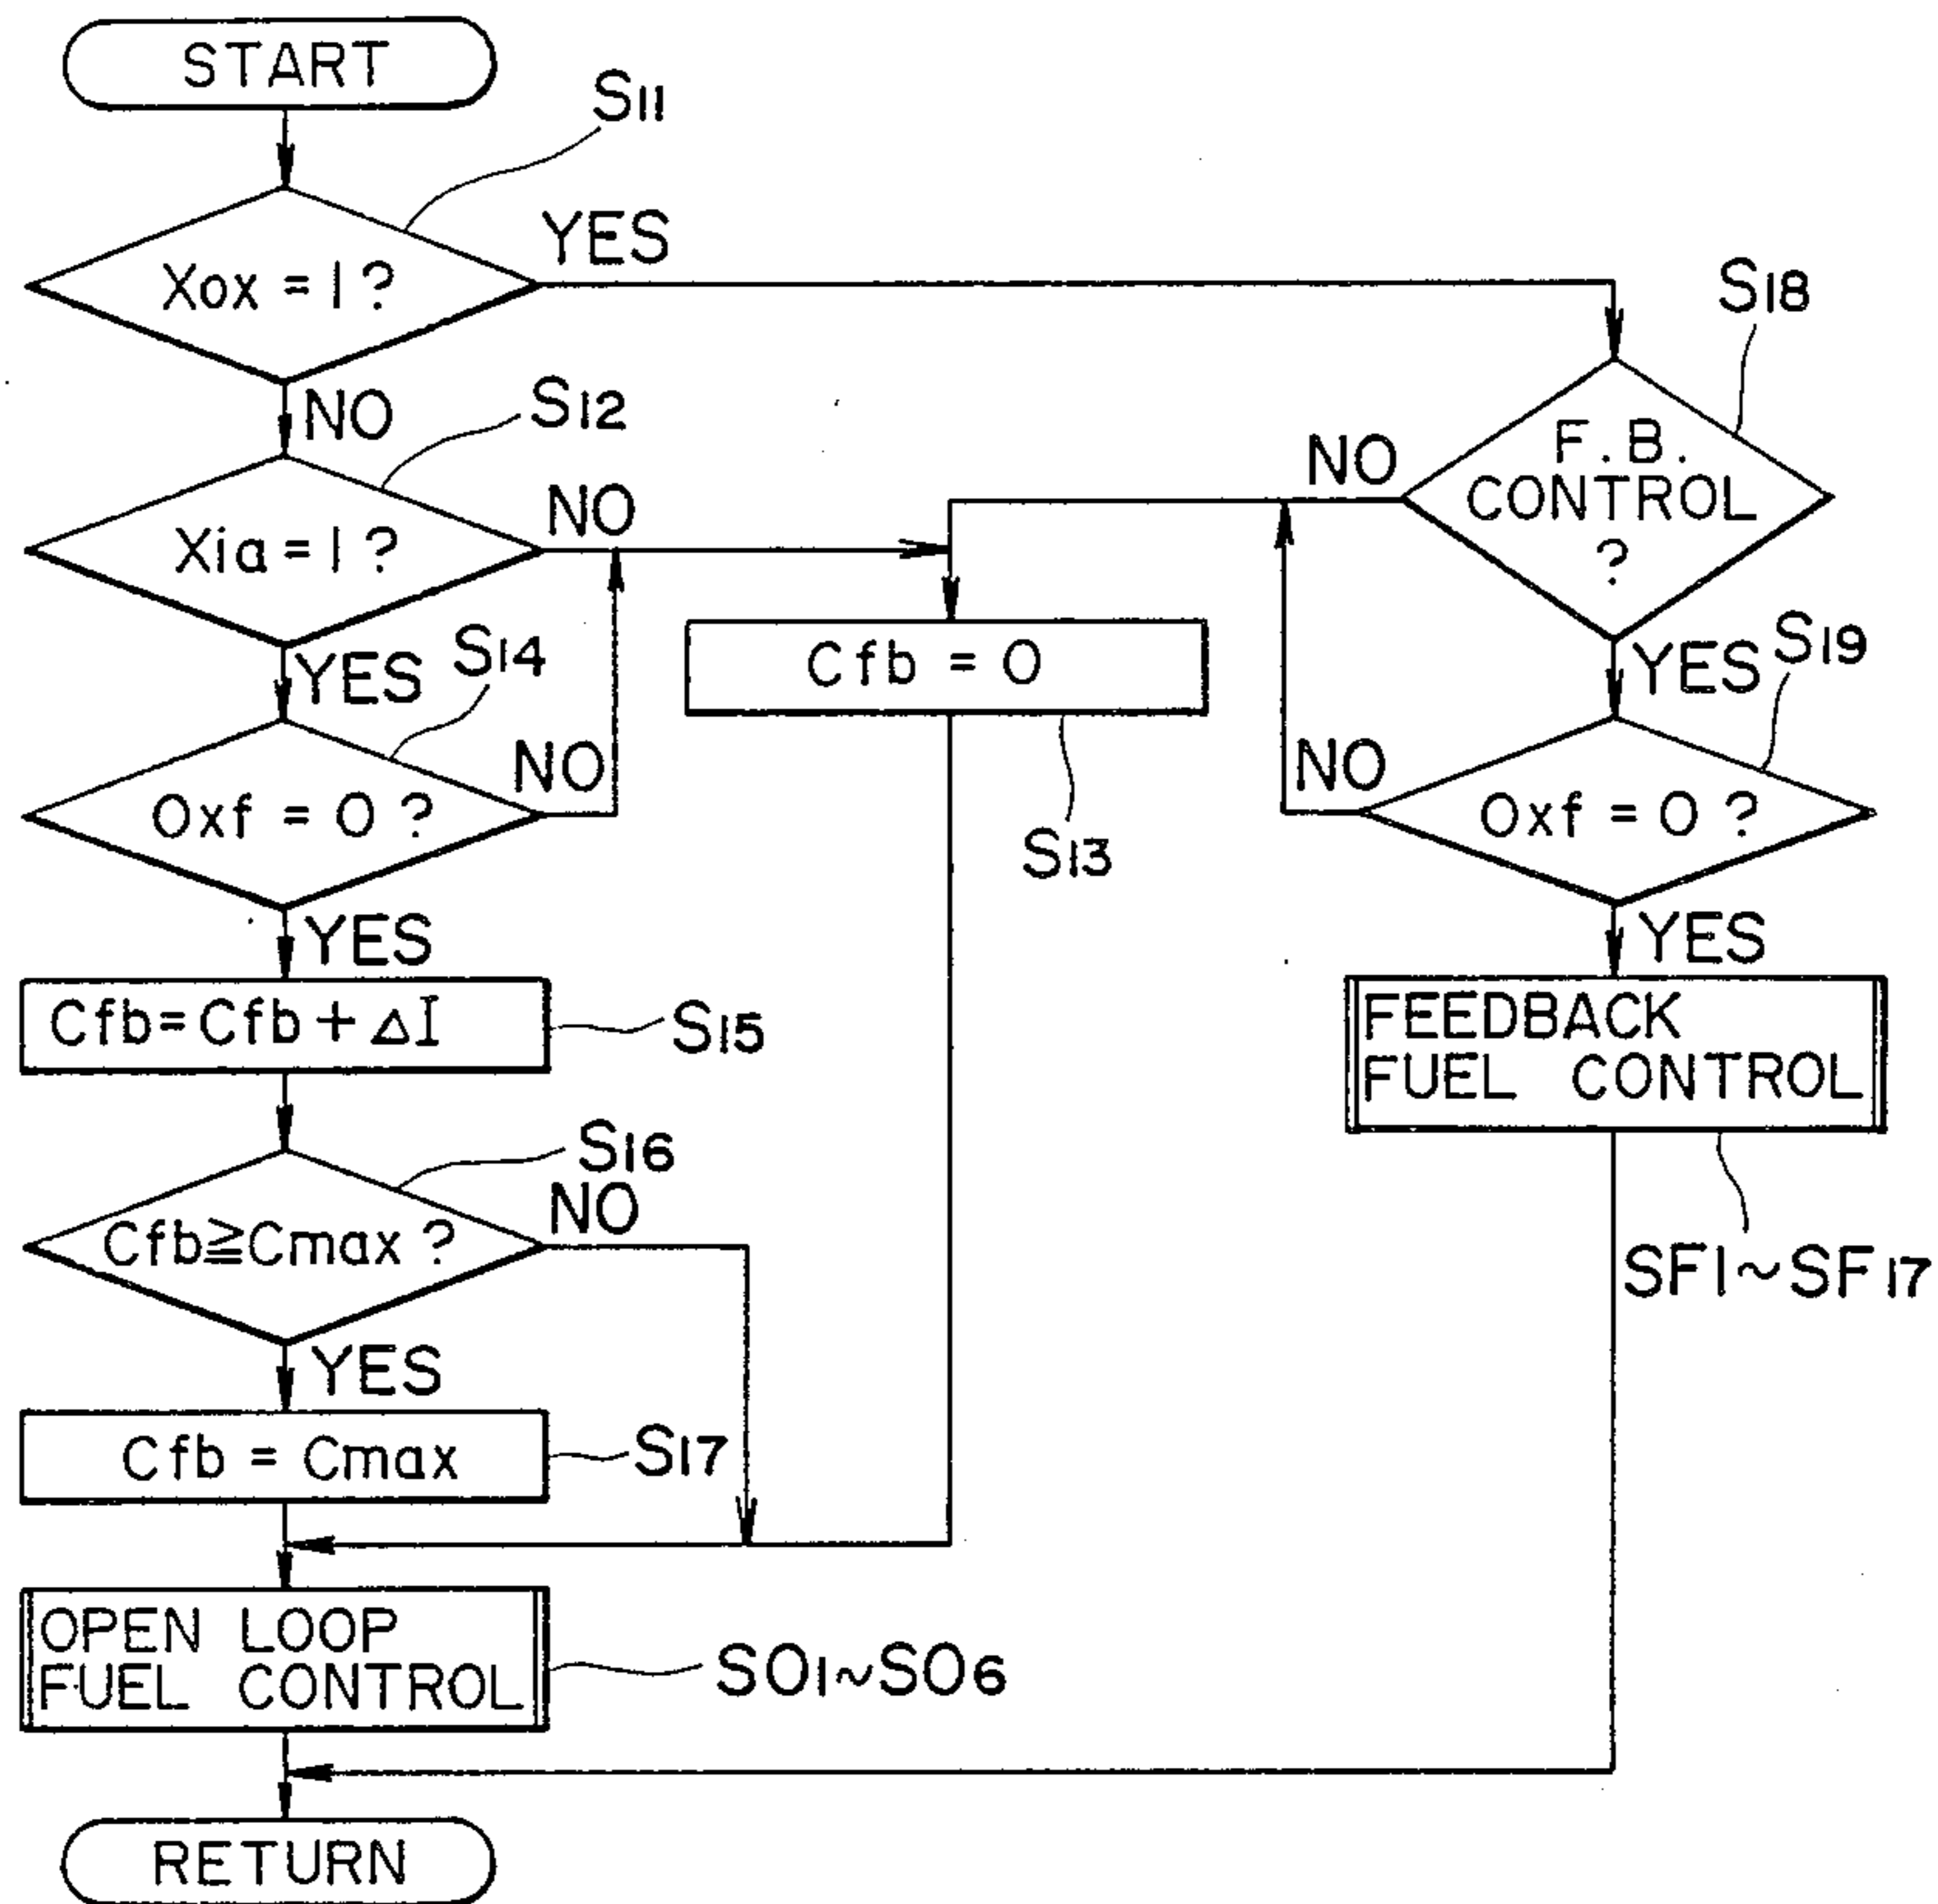 START
S11
Xox = 1 ?
YES
S18
NO
S12
F.B.
CONTROL
?
NO
NO
Xia = 1 ?
Cfb = 0
YES
S14
YES
S19
NO
NO
Oxf = 0 ?
S13
Oxf = 0 ?
YES
YES
Cfb = Cfb + ΔI
S15
FEEDBACK
FUEL CONTROL
S16
NO
Cfb ≧ Cmax ?
SF1~SF17
YES
Cfb = Cmax
S17
OPEN LOOP
FUEL CONTROL
SO1~SO6
RETURN